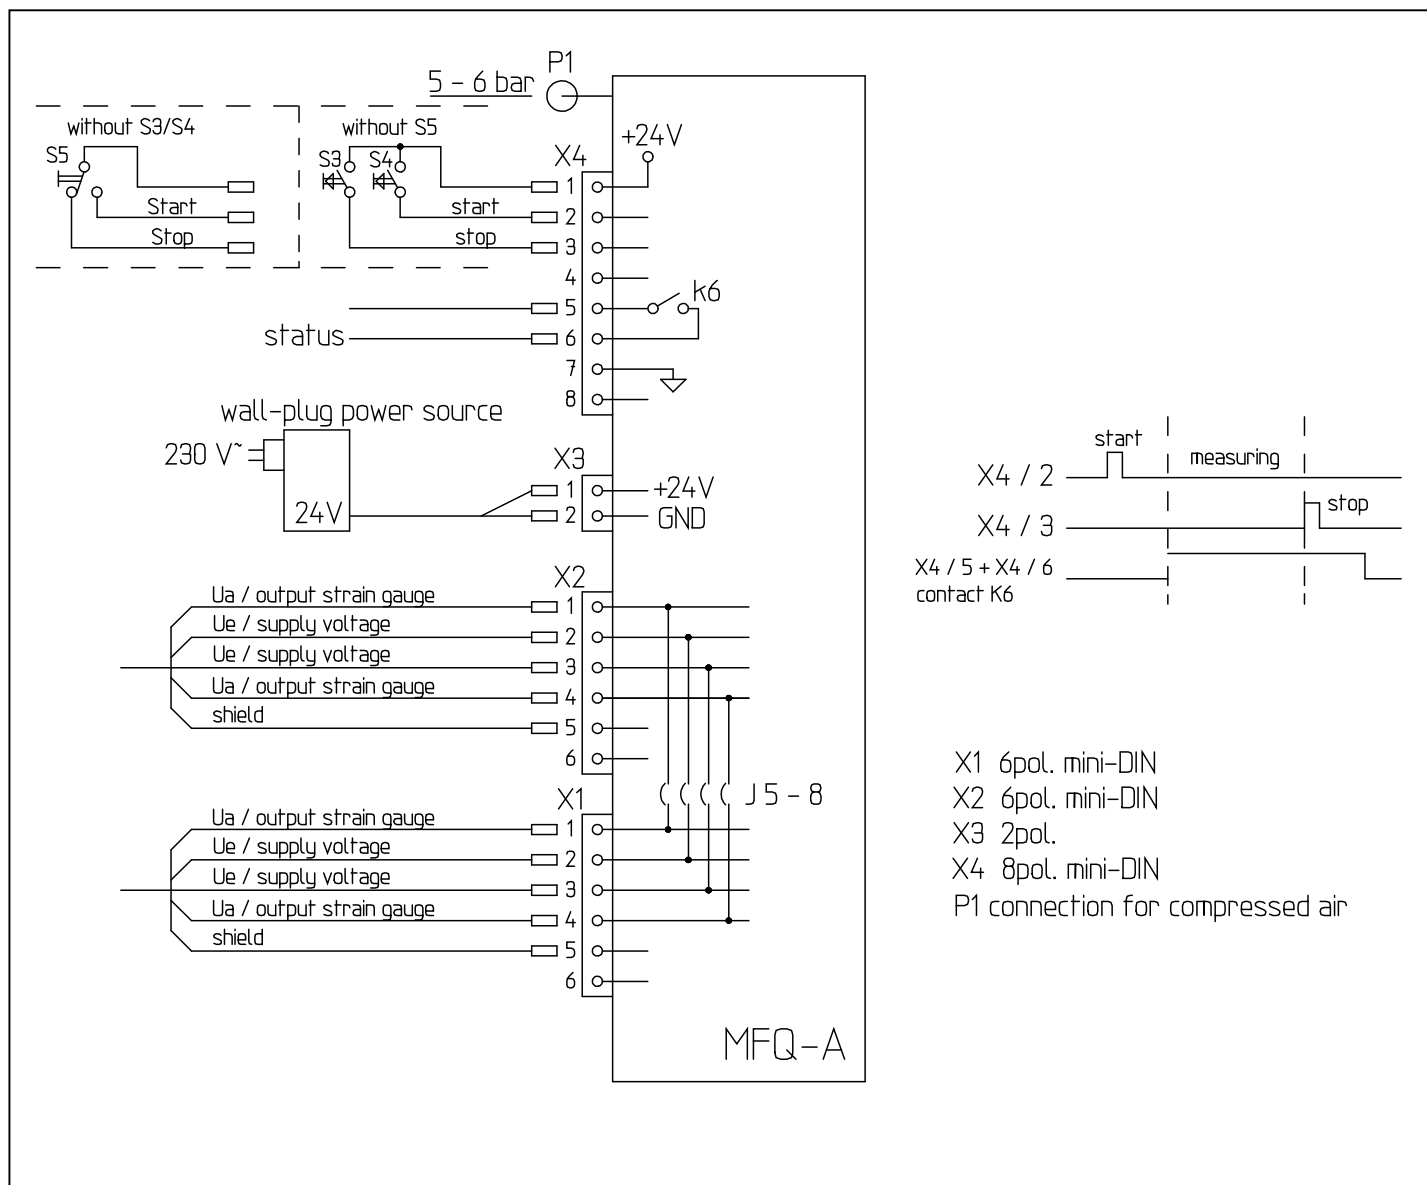 P1
5 - 6 bar
without S3/S4
without S5
+24V
S5
S3
S4
X4
1
Start
start
2
Stop
stop
3
4
5
K6
status
6
7
8
wall-plug power source
230 V~
24V
X3
1
+24V
2
GND
X2
Ua / output strain gauge
1
Ue / supply voltage
2
Ue / supply voltage
3
Ua / output strain gauge
4
shield
5
6
J 5 - 8
X1
Ua / output strain gauge
1
Ue / supply voltage
2
Ue / supply voltage
3
Ua / output strain gauge
4
shield
5
6
MFQ-A
start
measuring
X4 / 2
stop
X4 / 3
X4 / 5 + X4 / 6
contact K6
X1 6pol. mini-DIN
X2 6pol. mini-DIN
X3 2pol.
X4 8pol. mini-DIN
P1 connection for compressed air